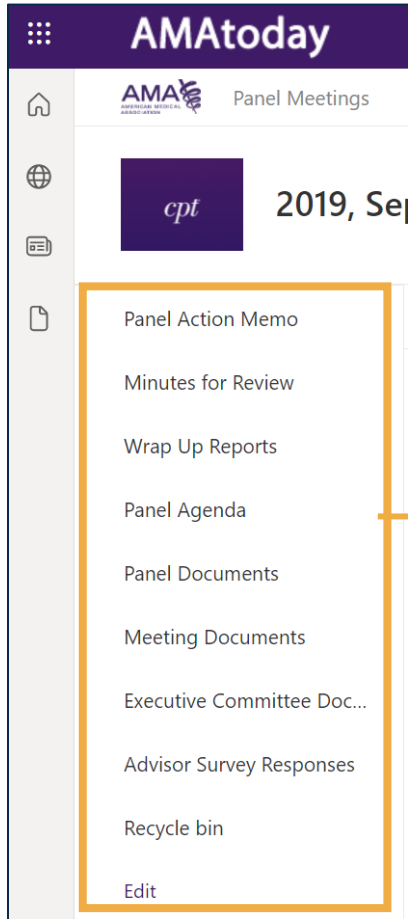 AMAtoday
AMA
AMERICAN MEDICAL
ASSOCIATION
Panel Meetings
cpt
2019, Sep
Panel Action Memo
Minutes for Review
Wrap Up Reports
Panel Agenda
Panel Documents
Meeting Documents
Executive Committee Doc...
Advisor Survey Responses
Recycle bin
Edit